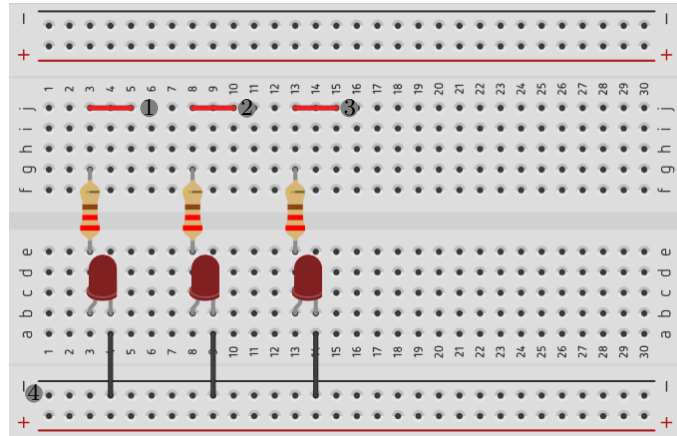 − −
+ +
1 2 3 4 5 6 7 8 9 10 11 12 13 14 15 16 17 18 19 20 21 22 23 24 25 26 27 28 29 30
j 1 2 3 j
i i
h h
g g
f f
e e
d d
c c
b b
a a
1 2 3 4 5 6 7 8 9 10 11 12 13 14 15 16 17 18 19 20 21 22 23 24 25 26 27 28 29 30
− −
4
+ +